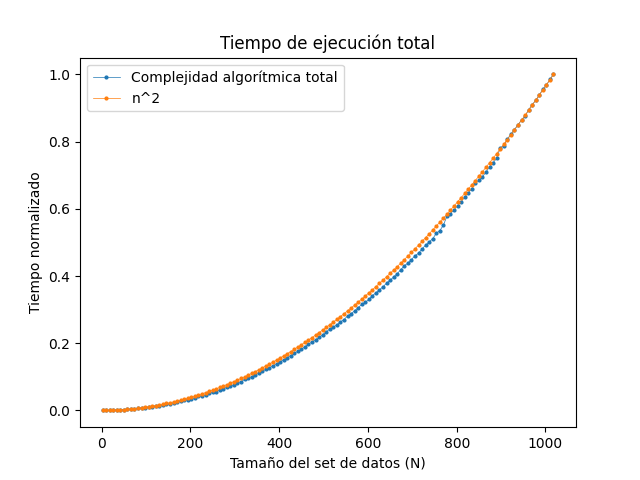 Tiempo de ejecución total
Complejidad algorítmica total
n^2
1.0
0.8
0.6
0.4
0.2
0.0
Tiempo normalizado
0 200 400 600 800 1000
Tamaño del set de datos (N)